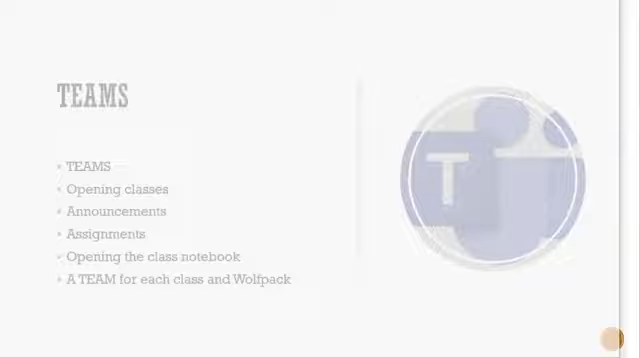 TEAMS
TEAMS
Opening classes
Announcements
Assignments
Opening the class notebook
A TEAM for each class and Wolfpack
T